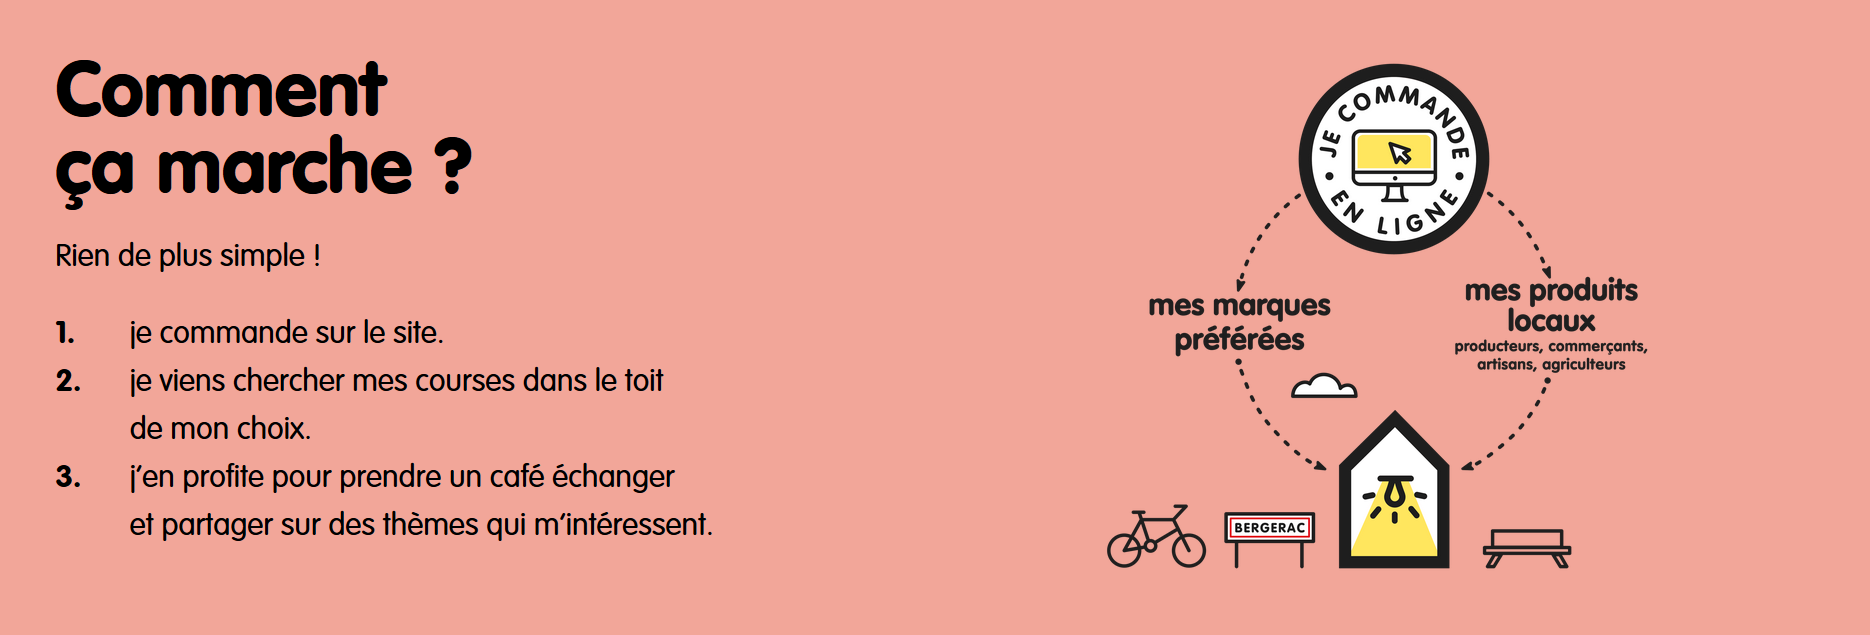 Comment
ça marche ?
Rien de plus simple !
1. je commande sur le site.
2. je viens chercher mes courses dans le toit
de mon choix.
3. j’en profite pour prendre un café échanger
et partager sur des thèmes qui m’intéressent.
JE COMMANDE
EN LIGNE
mes marques
préférées
mes produits
locaux
producteurs, commerçants,
artisans, agriculteurs
BERGERAC